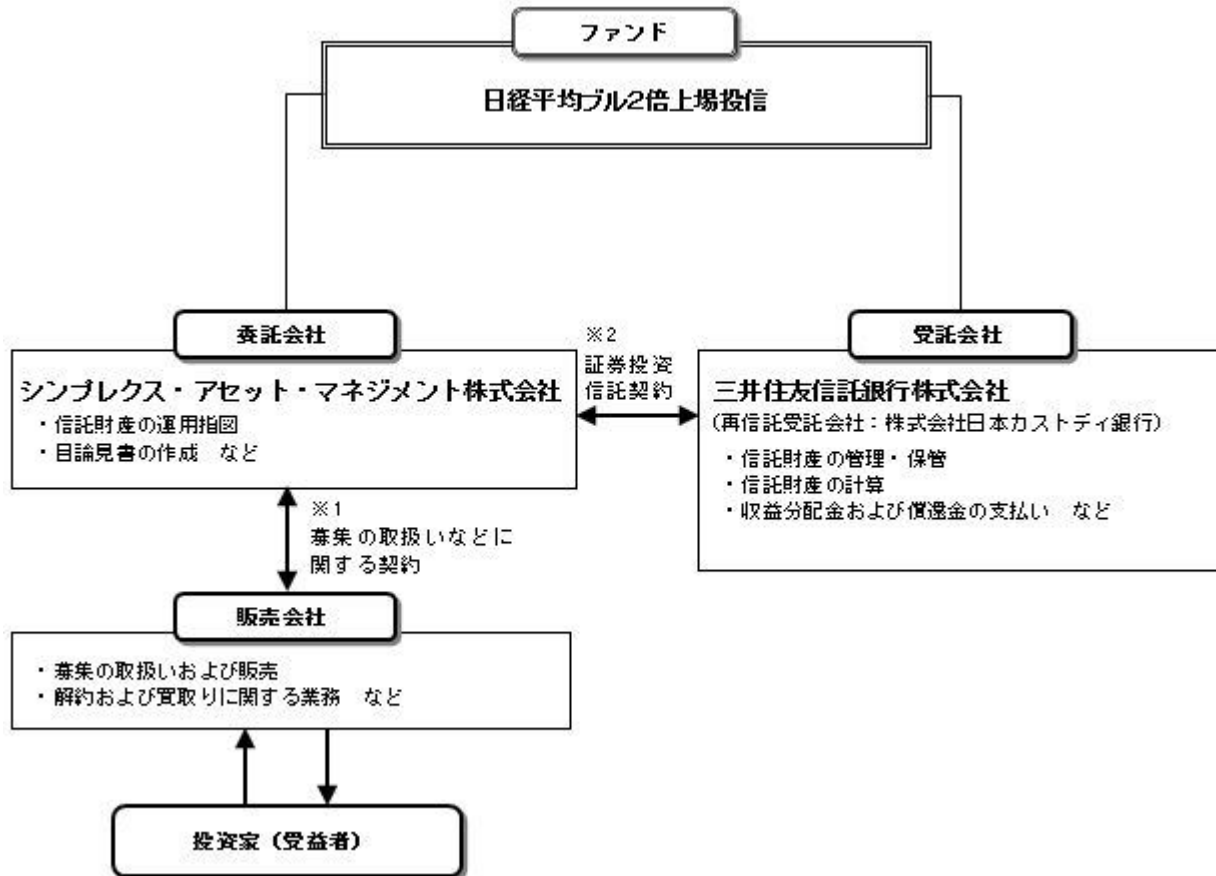 ファンド
日経平均ブル2倍上場投信
委託会社
シンプレクス・アセット・マネジメント株式会社
・信託財産の運用指図
・目論見書の作成　など
※2
証券投資
信託契約
受託会社
三井住友信託銀行株式会社
(再信託受託会社：株式会社日本カストディ銀行)
・信託財産の管理・保管
・信託財産の計算
・収益分配金および償還金の支払い　など
※1
募集の取扱いなどに
関する契約
販売会社
・募集の取扱いおよび販売
・解約および買取りに関する業務　など
投資家（受益者）